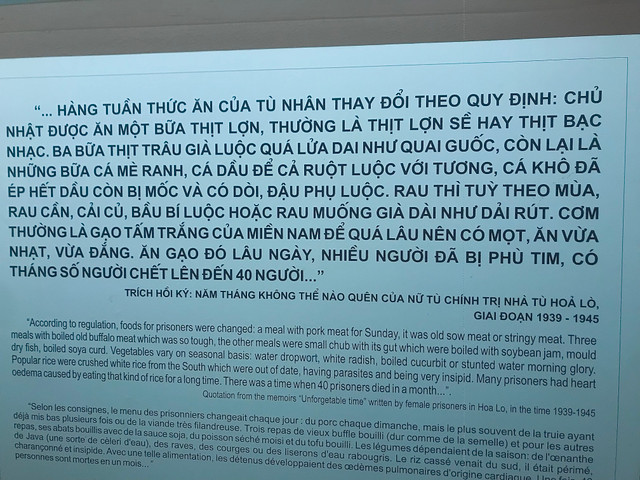 “... HÀNG TUẦN THỨC ĂN CỦA TÙ NHÂN THAY ĐỔI THEO QUY ĐỊNH: CHỦ
NHẬT ĐƯỢC ĂN MỘT BỮA THỊT LỢN, THƯỜNG LÀ THỊT LỢN SỀ HAY THỊT BẠC
NHẠC. BA BỮA THỊT TRÂU GIÀ LUỘC QUÁ LỬA DAI NHƯ QUAI GUỐC, CÒN LẠI LÀ
NHỮNG BỮA CÁ MÈ RANH, CÁ DẦU ĐỂ CẢ RUỘT LUỘC VỚI TƯƠNG, CÁ KHÔ ĐÃ
ÉP HẾT DẦU CÒN BỊ MỐC VÀ CÓ DÒI, ĐẬU PHỤ LUỘC. RAU THÌ TUỲ THEO MÙA,
RAU CẦN, CẢI CỦ, BẦU BÍ LUỘC HOẶC RAU MUỐNG GIÀ DÀI NHƯ DẢI RÚT. CƠM
THƯỜNG LÀ GẠO TẤM TRẮNG CỦA MIỀN NAM ĐỂ QUÁ LÂU NÊN CÓ MỌT, ĂN VỪA
NHẠT, VỪA ĐẮNG. ĂN GẠO ĐÓ LÂU NGÀY, NHIỀU NGƯỜI ĐÃ BỊ PHÙ TIM, CÓ
THÁNG SỐ NGƯỜI CHẾT LÊN ĐẾN 40 NGƯỜI...”
TRÍCH HỒI KÝ: NĂM THÁNG KHÔNG THỂ NÀO QUÊN CỦA NỮ TÙ CHÍNH TRỊ NHÀ TÙ HOẢ LÒ,
GIAI ĐOẠN 1939 - 1945
"According to regulation, foods for prisoners were changed: a meal with pork meat for Sunday, it was old sow meat or stringy meat. Three
meals with boiled old buffalo meat which was so tough, the other meals were small chub with its gut which were boiled with soybean jam, mould
dry fish, boiled soya curd. Vegetables vary on seasonal basis: water dropwort, white radish, boiled cucurbit or stunted water morning glory.
Popular rice were crushed white rice from the South which were out of date, having parasites and being very insipid. Many prisoners had heart
oedema caused by eating that kind of rice for a long time. There was a time when 40 prisoners died in a month...".
Quotation from the memoirs "Unforgetable time" written by female prisoners in Hoa Lo, in the time 1939-1945
"Selon les consignes, le menu des prisonniers changeait chaque jour : du porc chaque dimanche, mais le plus souvent de la truie ayant
déjà mis bas plusieurs fois ou de la viande très filandreuse. Trois repas de vieux buffle bouilli (dur comme de la semelle) et pour les autres
repas, ses abats bouillis avec de la sauce soja, du poisson séché moisi et du tofu bouilli. Les légumes dépendaient de la saison: de l'œnanthe
de Java (une sorte de cèleri d'eau), des raves, des courges ou des liserons d'eau rabougris. Le riz cassé venait du sud, il était périmé,
charançonné et insipide. Avec une telle alimentation, les détenus développaient des œdèmes pulmonaires d'origine cardiaque. Une fois, 40
personnes sont mortes en un mois..."